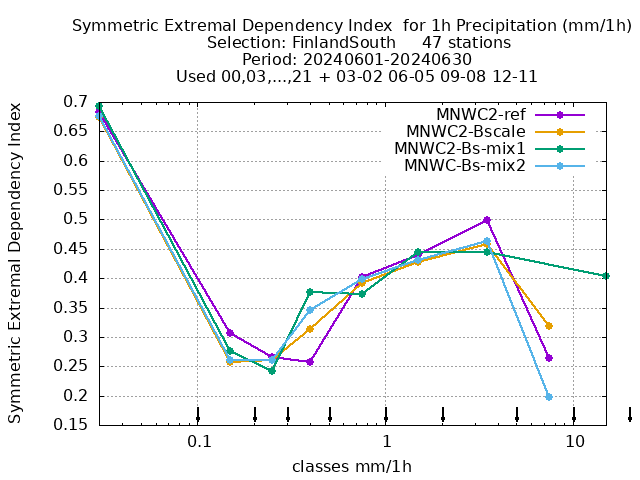 Symmetric Extremal Dependency Index  for 1h Precipitation (mm/1h)
Selection: FinlandSouth     47 stations
Period: 20240601-20240630
Used 00,03,...,21 + 03-02 06-05 09-08 12-11
Symmetric Extremal Dependency Index
0.7
0.65
0.6
0.55
0.5
0.45
0.4
0.35
0.3
0.25
0.2
0.15
MNWC2-ref
MNWC2-Bscale
MNWC2-Bs-mix1
MNWC-Bs-mix2
0.1 1 10
classes mm/1h